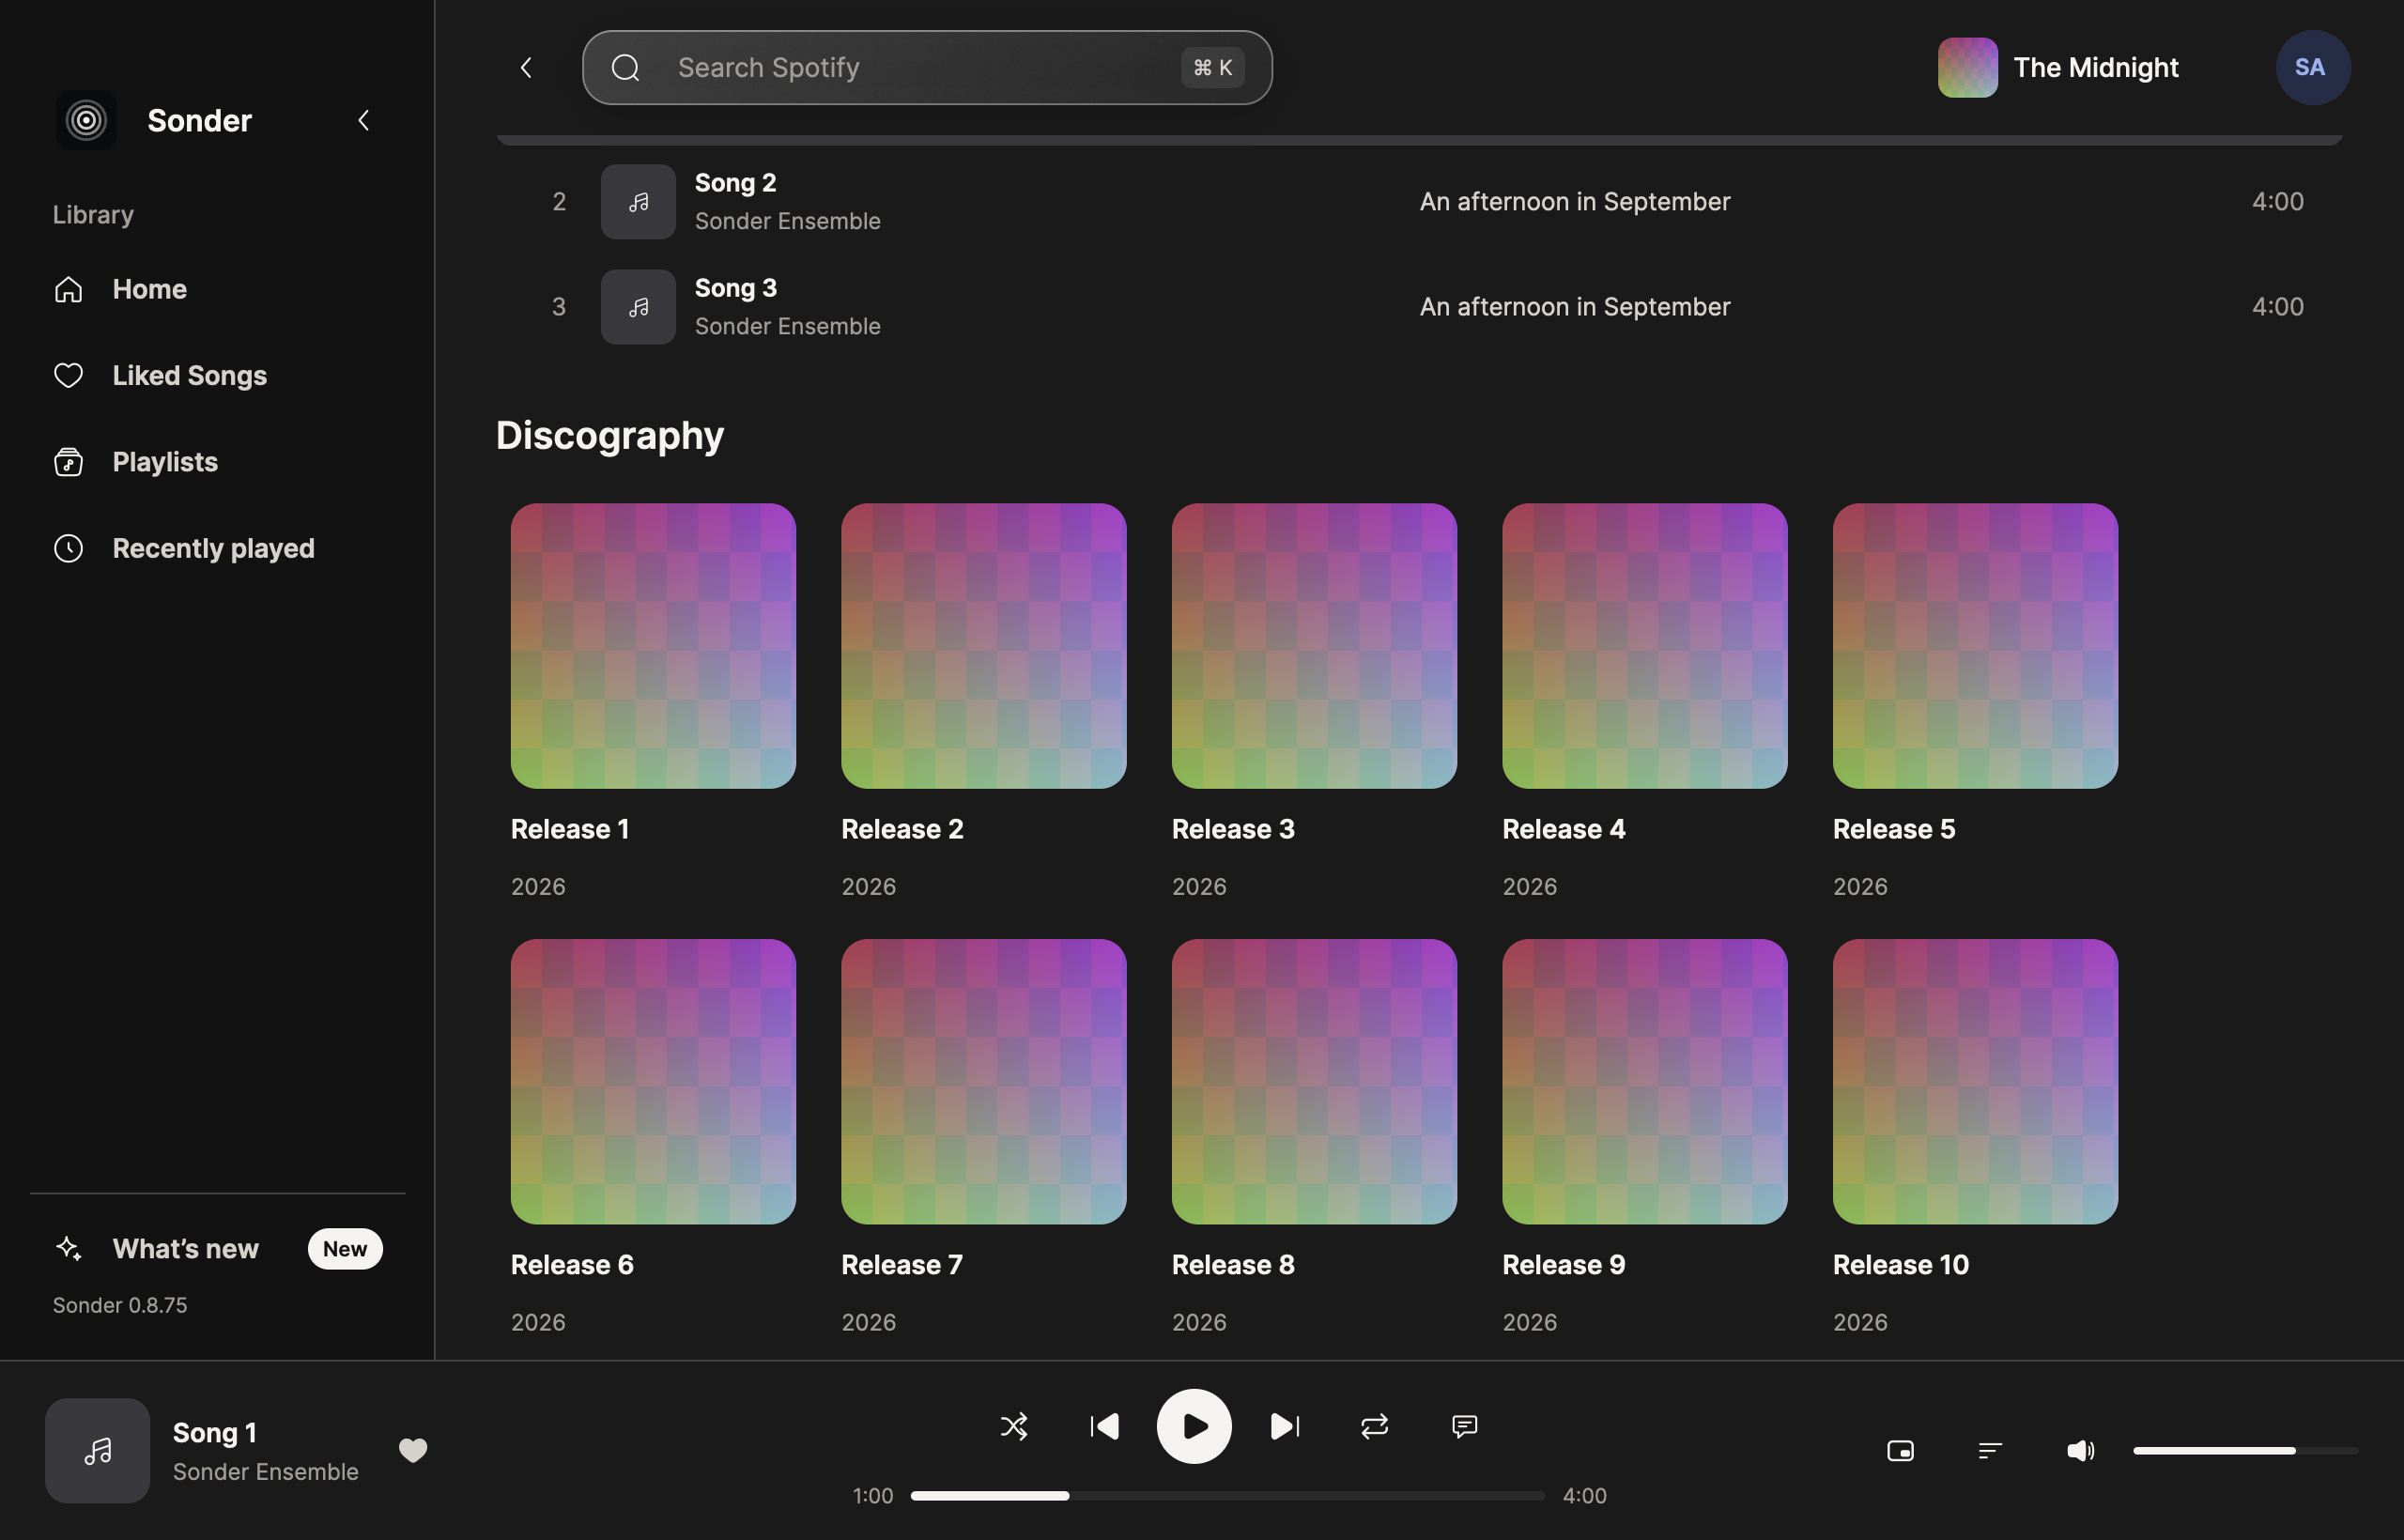 Sonder
Library
Home
Liked Songs
Playlists
Recently played
What's new New
Sonder 0.8.75
Search Spotify ⌘ K
The Midnight
SA
2 Song 2 An afternoon in September 4:00
Sonder Ensemble
3 Song 3 An afternoon in September 4:00
Sonder Ensemble
Discography
Release 1 Release 2 Release 3 Release 4 Release 5
2026 2026 2026 2026 2026
Release 6 Release 7 Release 8 Release 9 Release 10
2026 2026 2026 2026 2026
Song 1
Sonder Ensemble
1:00 4:00